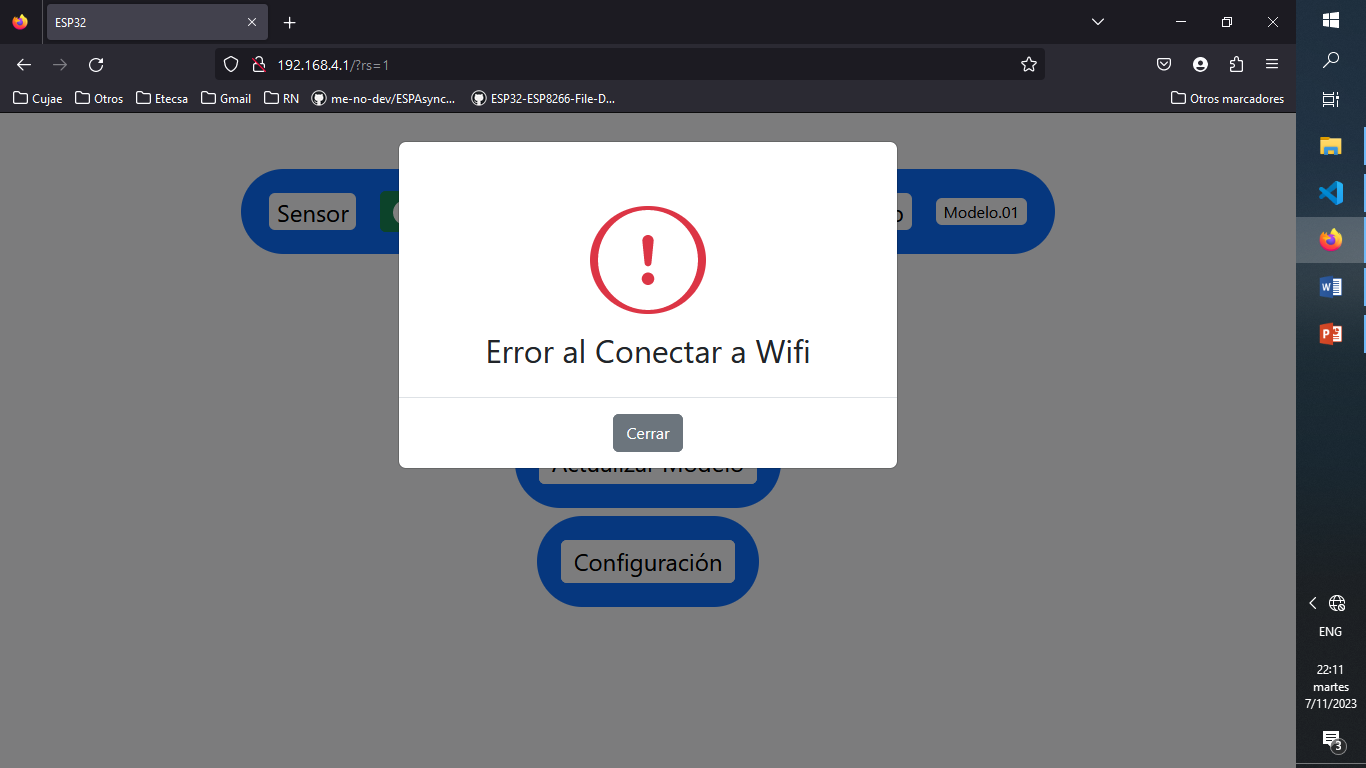 ESP32
192.168.4.1/?rs=1
Cujae Otros Etecsa Gmail RN me-no-dev/ESPAsync... ESP32-ESP8266-File-D... Otros marcadores
Sensor Modelo.01
Error al Conectar a Wifi
Cerrar
Actualizar Modelo
Configuración
ENG
22:11
martes
7/11/2023
3